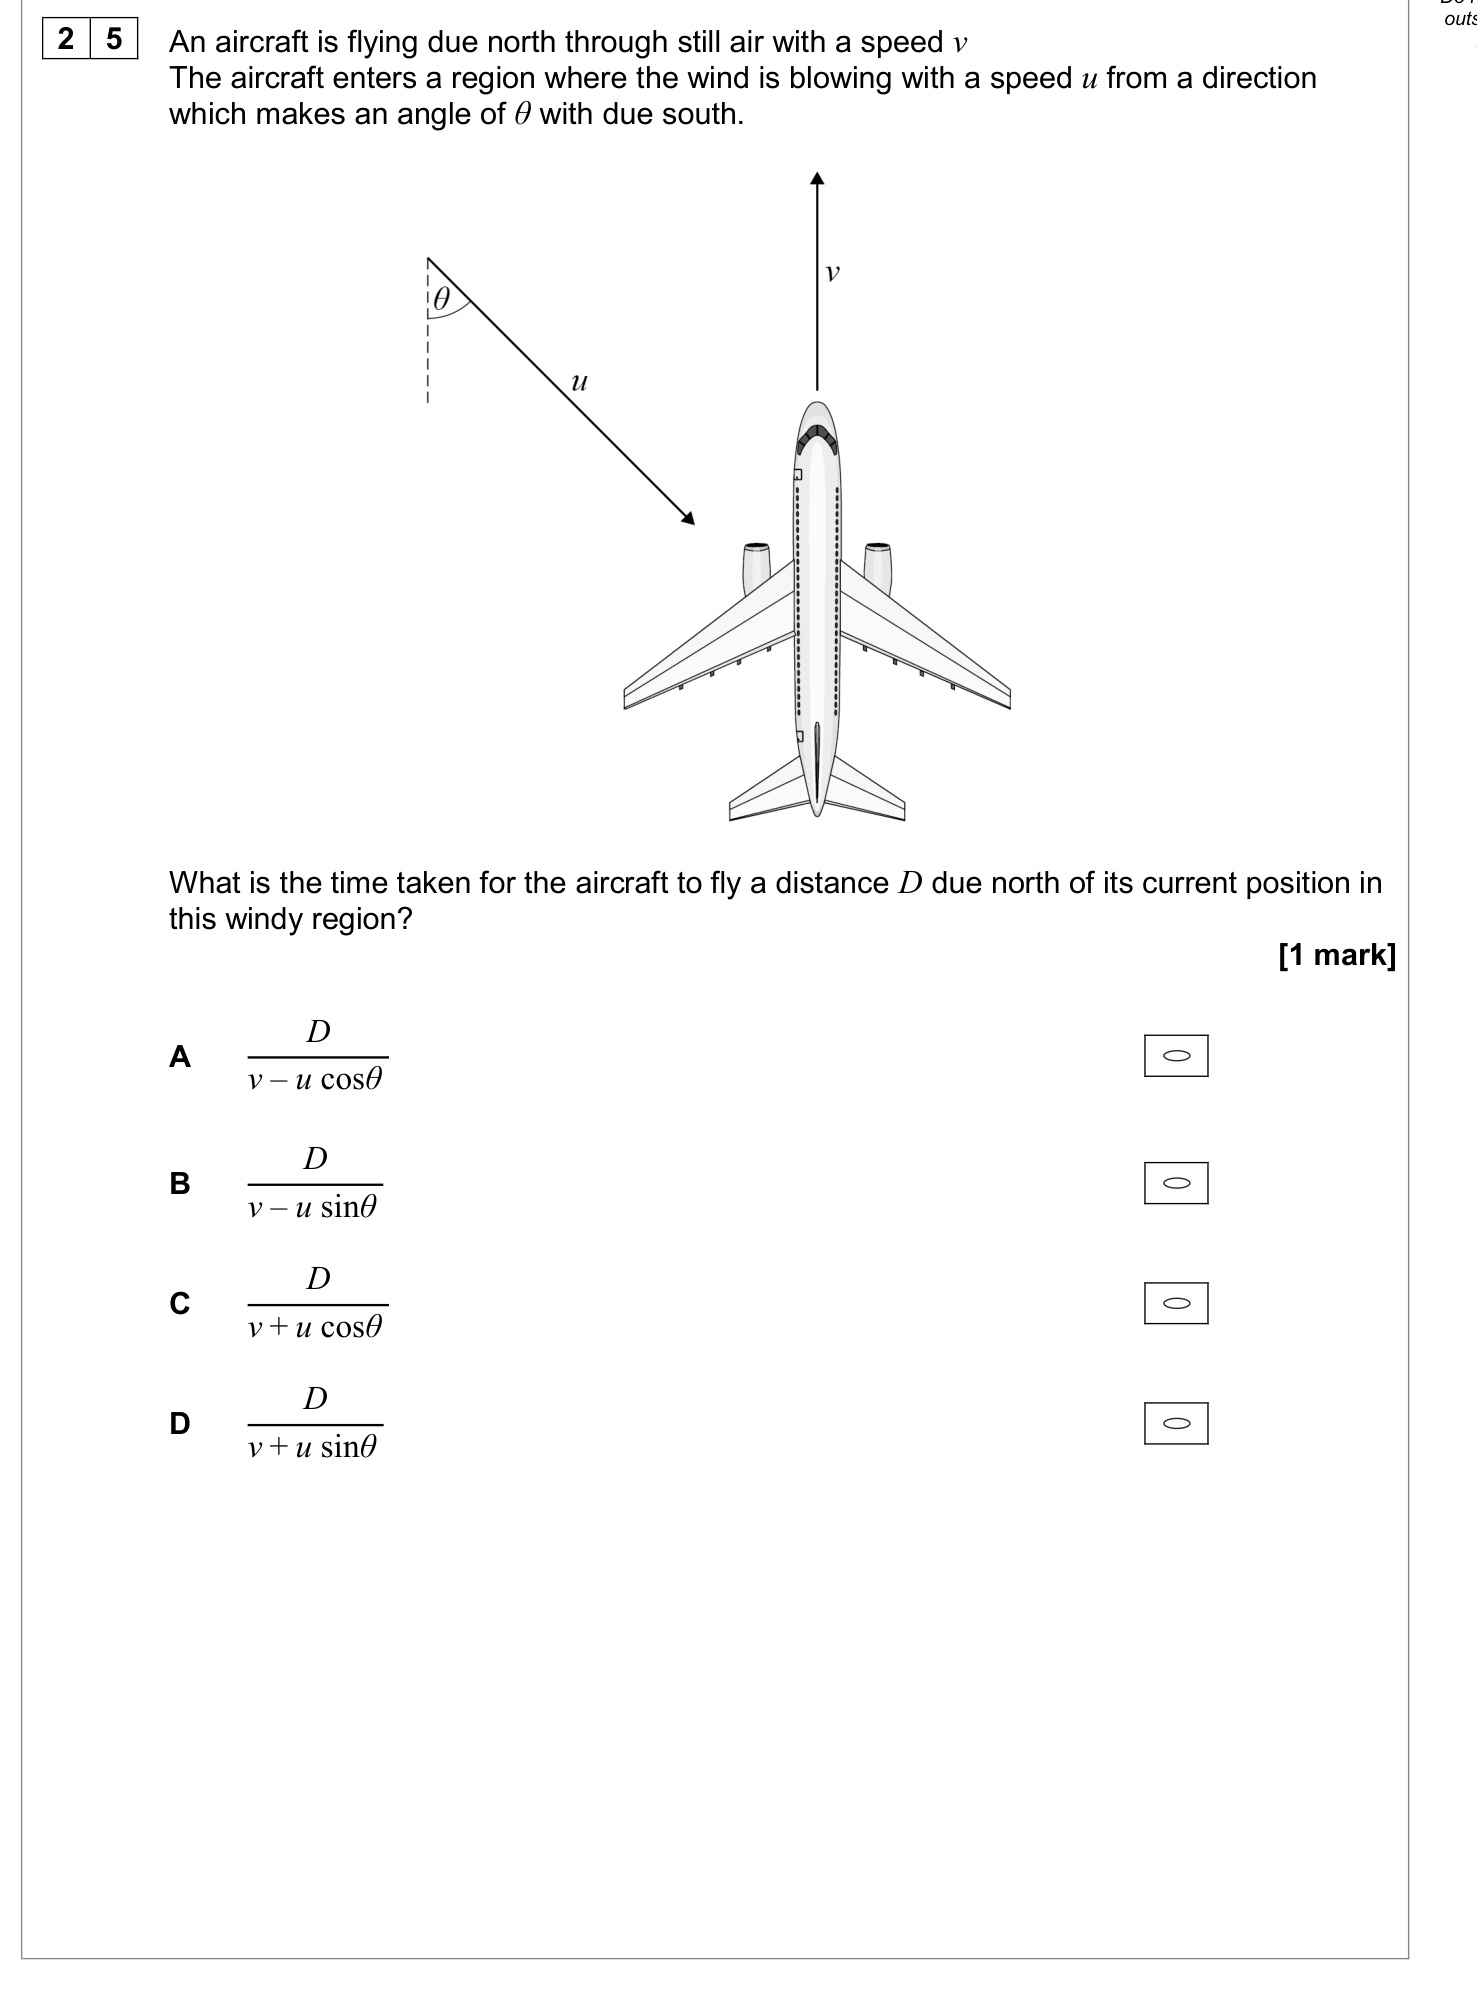 outs
2 5 An aircraft is flying due north through still air with a speed v
The aircraft enters a region where the wind is blowing with a speed u from a direction
which makes an angle of θ with due south.
v
θ
u
What is the time taken for the aircraft to fly a distance D due north of its current position in
this windy region?
[1 mark]
A D
v – u cosθ
B D
v – u sinθ
C D
v + u cosθ
D D
v + u sinθ